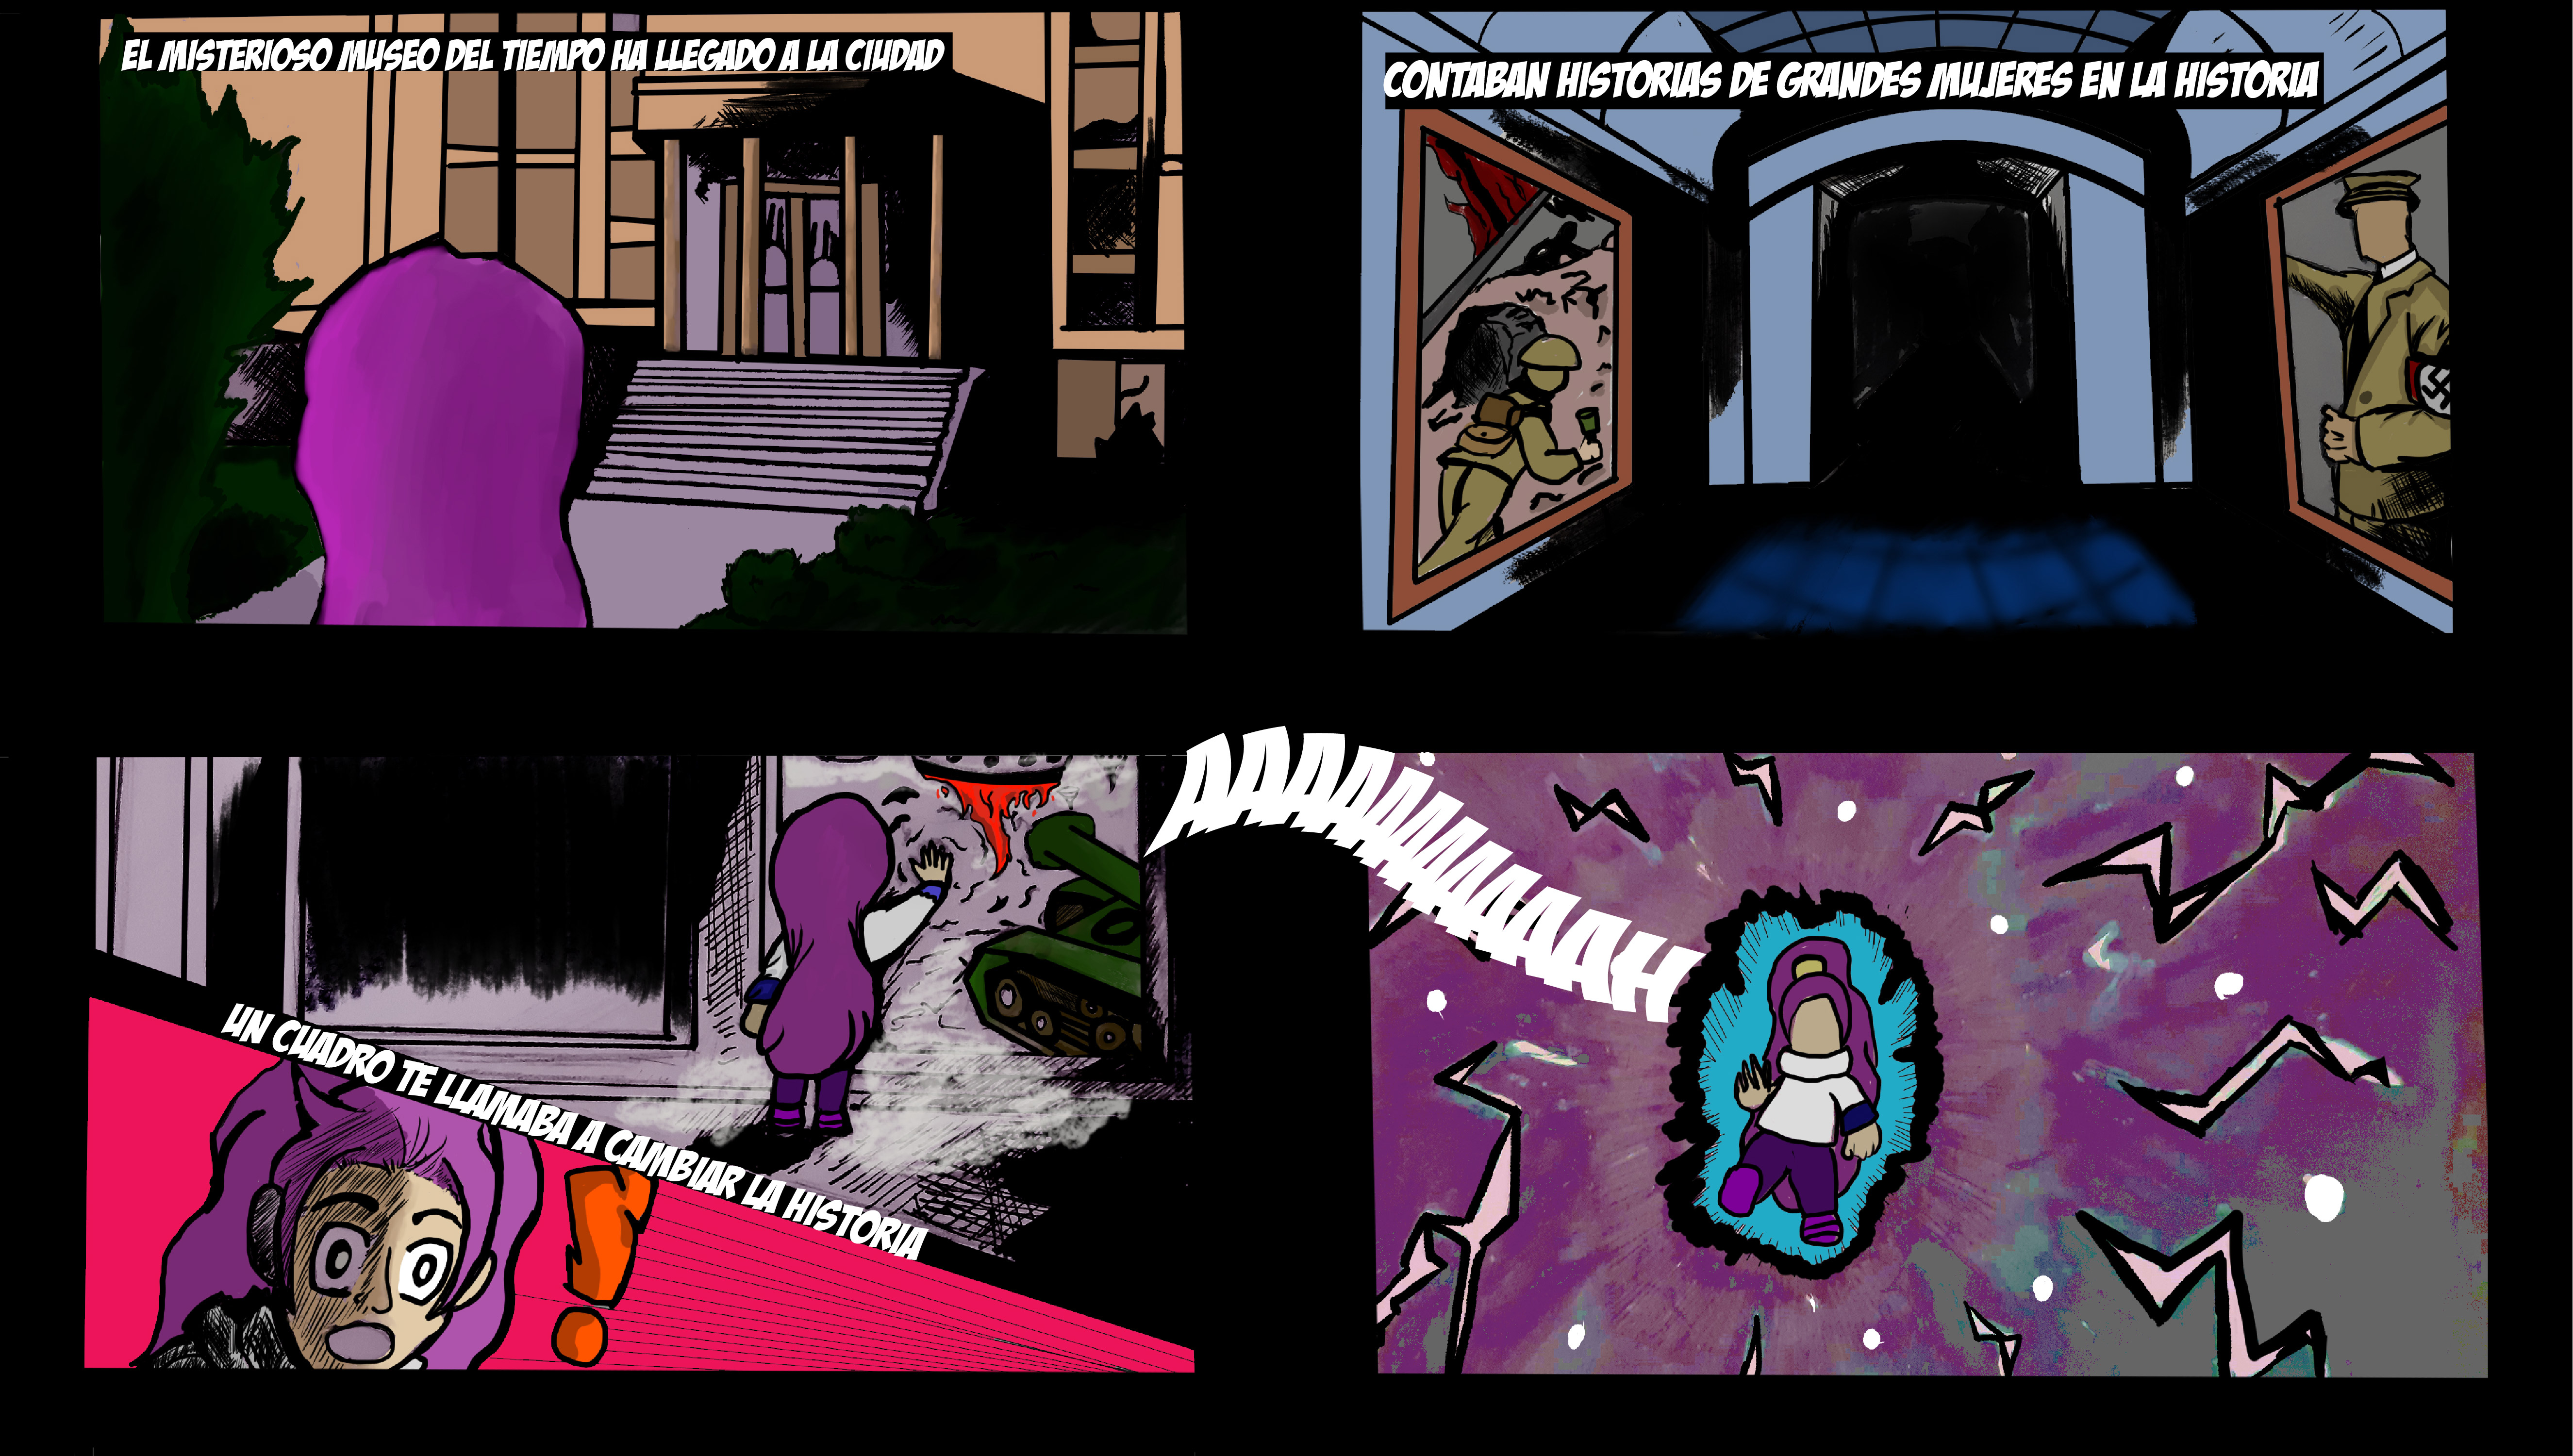 EL MISTERIOSO MUSEO DEL TIEMPO HA LLEGADO A LA CIUDAD
CONTABAN HISTORIAS DE GRANDES MUJERES EN LA HISTORIA
UN CUADRO TE LLAMABA A CAMBIAR LA HISTORIA
!
AAAAAAAAAAAAAH